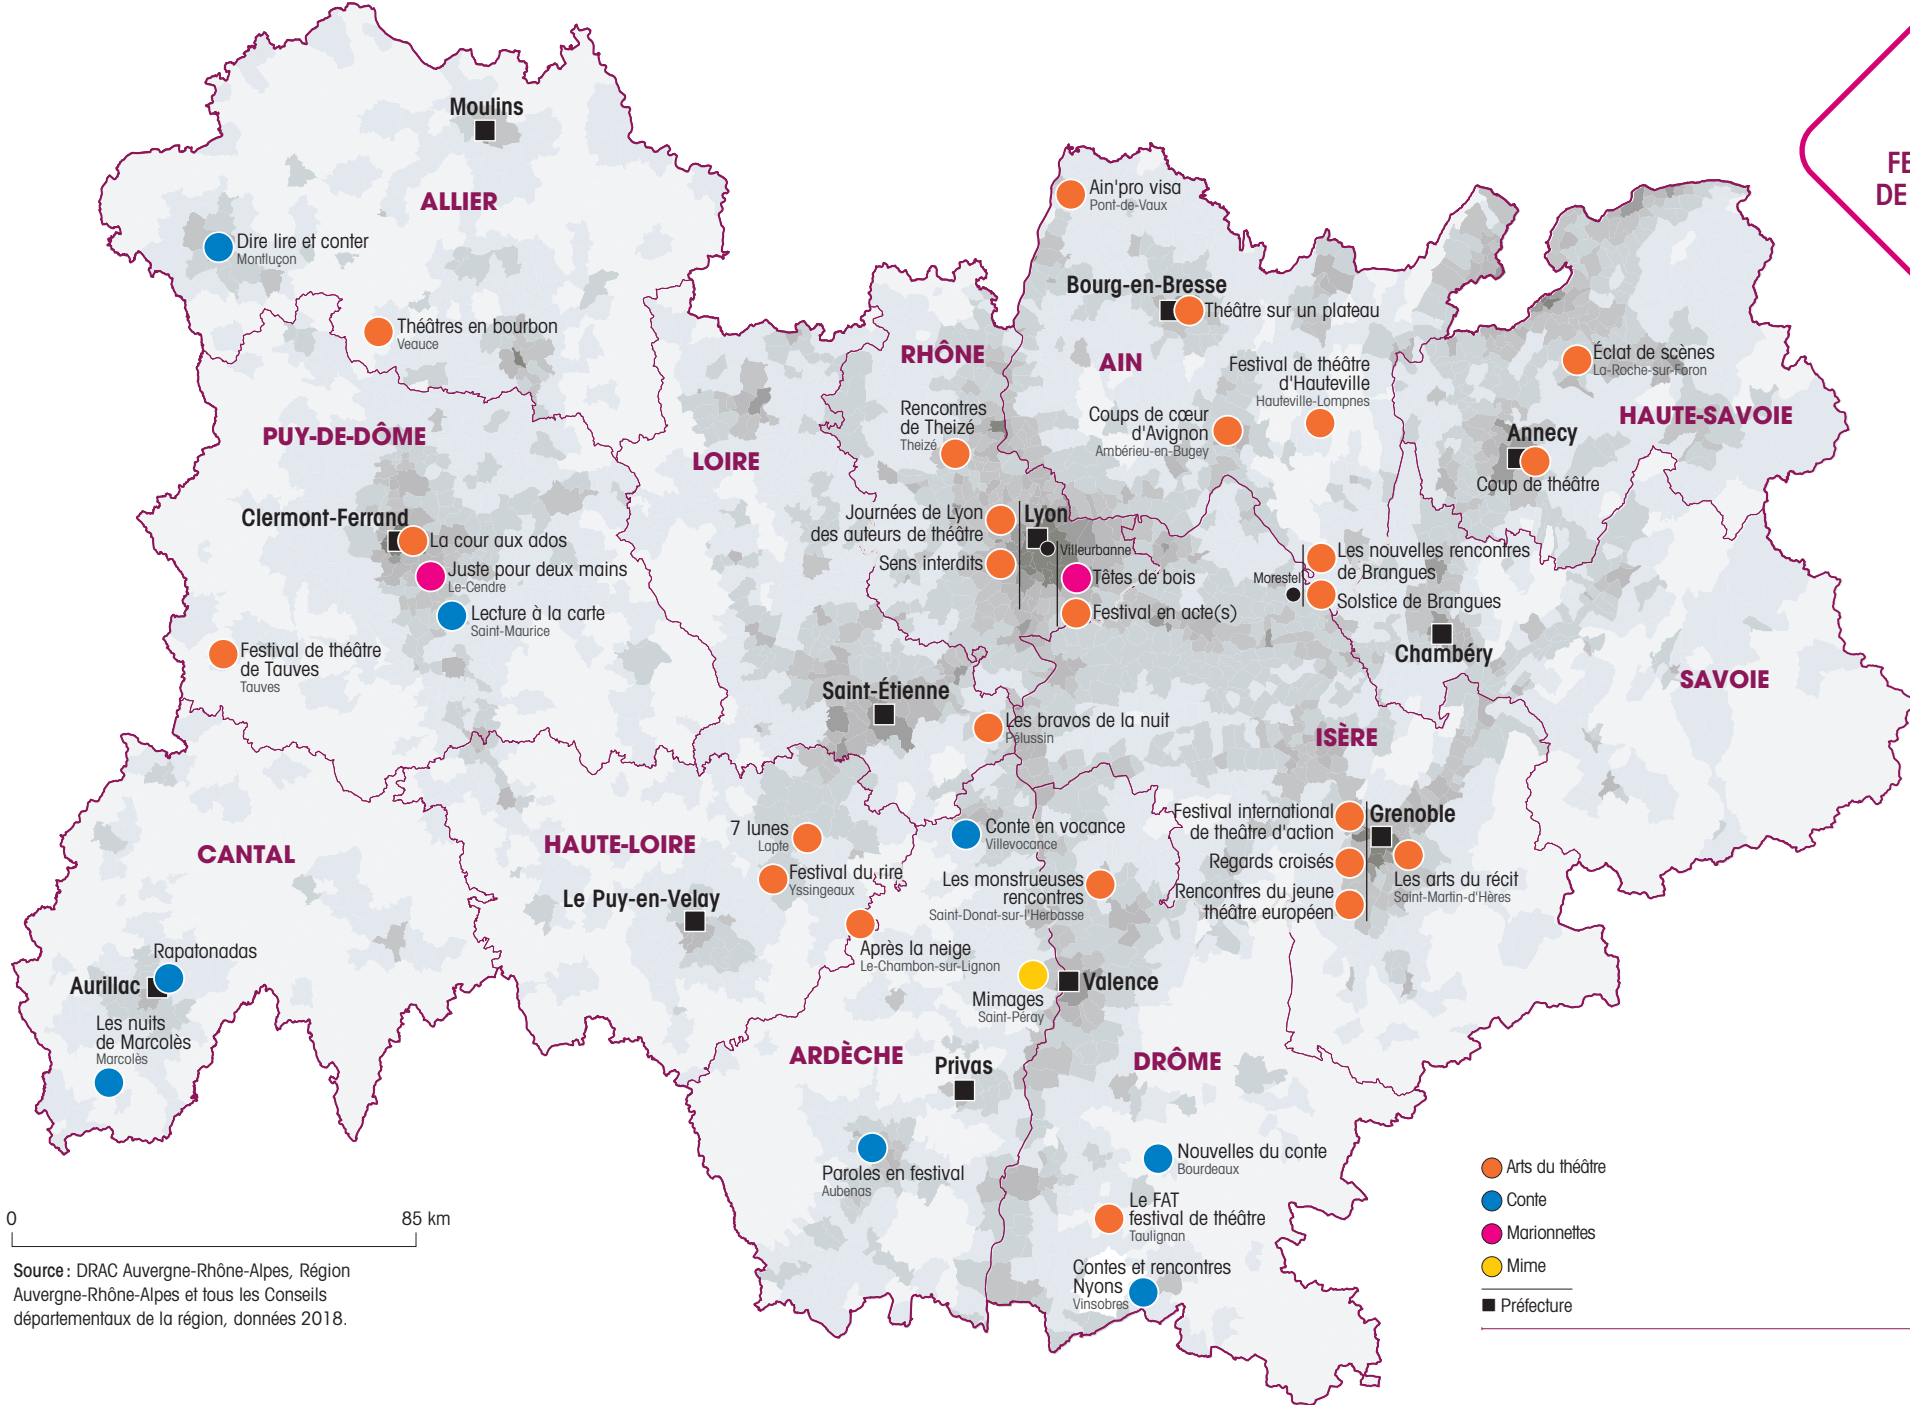 FE
DE
Moulins
ALLIER
Dire lire et conter
Montluçon
Théâtres en bourbon
Veauce
Ain'pro visa
Pont-de-Vaux
Bourg-en-Bresse
Théâtre sur un plateau
RHÔNE
AIN
Festival de théâtre
d'Hauteville
Hauteville-Lompnes
Coups de cœur
d'Avignon
Ambérieu-en-Bugey
Éclat de scènes
La-Roche-sur-Foron
HAUTE-SAVOIE
Annecy
Coup de théâtre
Rencontres
de Theizé
Theizé
PUY-DE-DÔME
LOIRE
Clermont-Ferrand
La cour aux ados
Juste pour deux mains
Le-Cendre
Lecture à la carte
Saint-Maurice
Festival de théâtre
de Tauves
Tauves
Journées de Lyon
des auteurs de théâtre
Sens interdits
Lyon
Villeurbanne
Têtes de bois
Festival en acte(s)
Les nouvelles rencontres
de Brangues
Morestel
Solstice de Brangues
Chambéry
SAVOIE
Saint-Étienne
Les bravos de la nuit
Pélussin
ISÈRE
CANTAL
HAUTE-LOIRE
7 lunes
Lapte
Festival du rire
Yssingeaux
Le Puy-en-Velay
Après la neige
Le-Chambon-sur-Lignon
Conte en vocance
Villevocance
Les monstrueuses
rencontres
Saint-Donat-sur-l'Herbasse
Festival international
de theâtre d'action
Regards croisés
Rencontres du jeune
théâtre européen
Grenoble
Les arts du récit
Saint-Martin-d'Hères
Rapatonadas
Aurillac
Les nuits
de Marcolès
Marcolès
Mimages
Saint-Péray
Valence
ARDÈCHE
Privas
DRÔME
Paroles en festival
Aubenas
Nouvelles du conte
Bourdeaux
Le FAT
festival de théâtre
Taulignan
Contes et rencontres
Nyons
Vinsobres
Arts du théâtre
Conte
Marionnettes
Mime
Préfecture
0
85 km
Source : DRAC Auvergne-Rhône-Alpes, Région
Auvergne-Rhône-Alpes et tous les Conseils
départementaux de la région, données 2018.